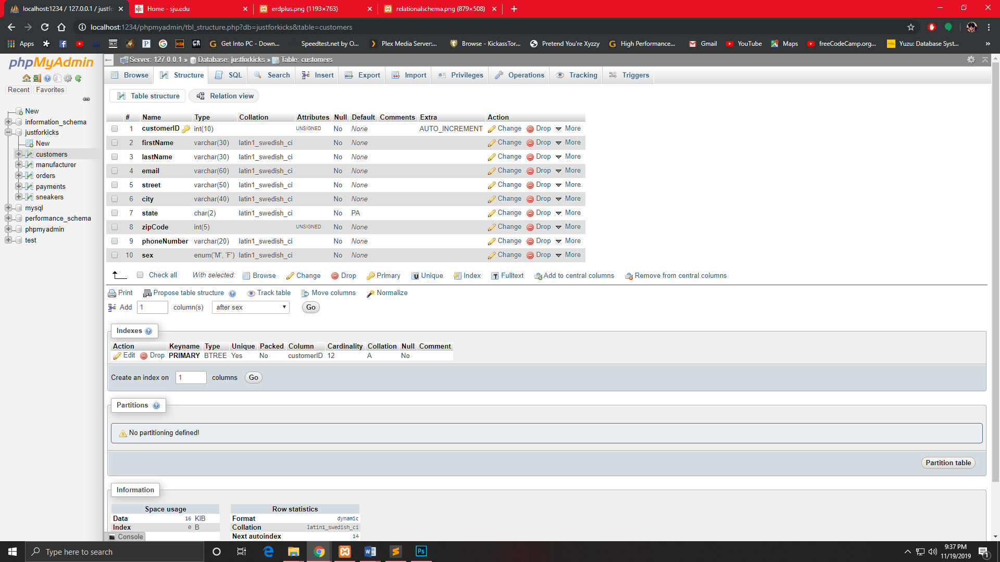 localhost:1234 / 127.0.0.1 / justfo
Home - sju.edu
erdplus.png (1193×763)
relationalschema.png (879×508)
localhost:1234/phpmyadmin/tbl_structure.php?db=justforkicks&table=customers
Apps
Get Into PC - Down...
Speedtest.net by O...
Plex Media Server:...
Browse - KickassTor...
Pretend You're Xyzzy
High Performance...
Gmail
YouTube
Maps
freeCodeCamp.org...
Yuzu: Database Syst...
»
phpMyAdmin
Recent Favorites
New
information_schema
justforkicks
New
customers
manufacturer
orders
payments
sneakers
mysql
performance_schema
phpmyadmin
test
Server: 127.0.0.1 » Database: justforkicks » Table: customers
Browse Structure SQL Search Insert Export Import Privileges Operations Tracking Triggers
Table structure Relation view
# Name Type Collation Attributes Null Default Comments Extra Action
1 customerID int(10) UNSIGNED No None AUTO_INCREMENT Change Drop More
2 firstName varchar(30) latin1_swedish_ci No None Change Drop More
3 lastName varchar(30) latin1_swedish_ci No None Change Drop More
4 email varchar(60) latin1_swedish_ci No None Change Drop More
5 street varchar(50) latin1_swedish_ci No None Change Drop More
6 city varchar(40) latin1_swedish_ci No None Change Drop More
7 state char(2) latin1_swedish_ci No PA Change Drop More
8 zipCode int(5) UNSIGNED No None Change Drop More
9 phoneNumber varchar(20) latin1_swedish_ci No None Change Drop More
10 sex enum('M', 'F') latin1_swedish_ci No None Change Drop More
Check all With selected: Browse Change Drop Primary Unique Index Fulltext Add to central columns Remove from central columns
Print Propose table structure Track table Move columns Normalize
Add 1 column(s) after sex Go
Indexes
Action Keyname Type Unique Packed Column Cardinality Collation Null Comment
Edit Drop PRIMARY BTREE Yes No customerID 12 A No
Create an index on 1 columns Go
Partitions
No partitioning defined!
Partition table
Information
Space usage
Data 16 KiB
Index 0 B
Row statistics
Format dynamic
Collation latin1_swedish_ci
Next autoindex 14
Console
Type here to search
9:37 PM
11/19/2019
1